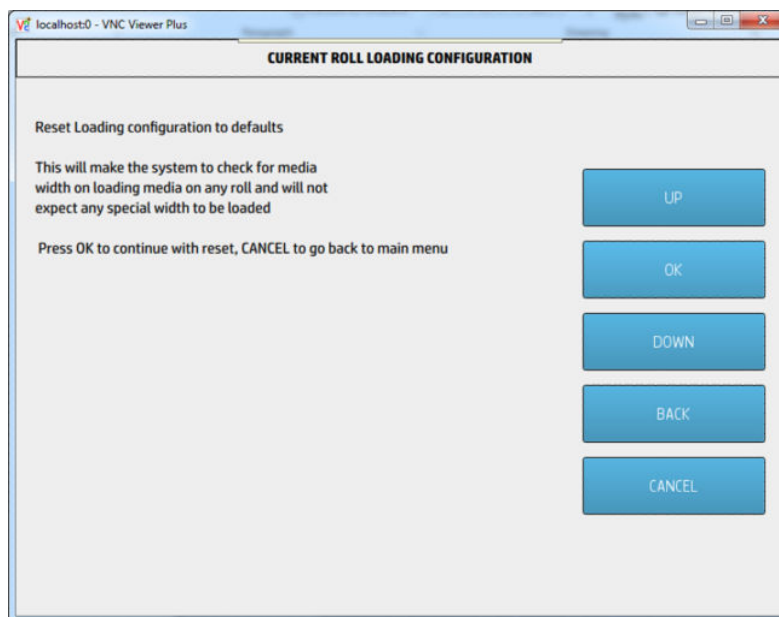 localhost:0 - VNC Viewer Plus
CURRENT ROLL LOADING CONFIGURATION
Reset Loading configuration to defaults
This will make the system to check for media
width on loading media on any roll and will not
expect any special width to be loaded
Press OK to continue with reset, CANCEL to go back to main menu
UP
OK
DOWN
BACK
CANCEL